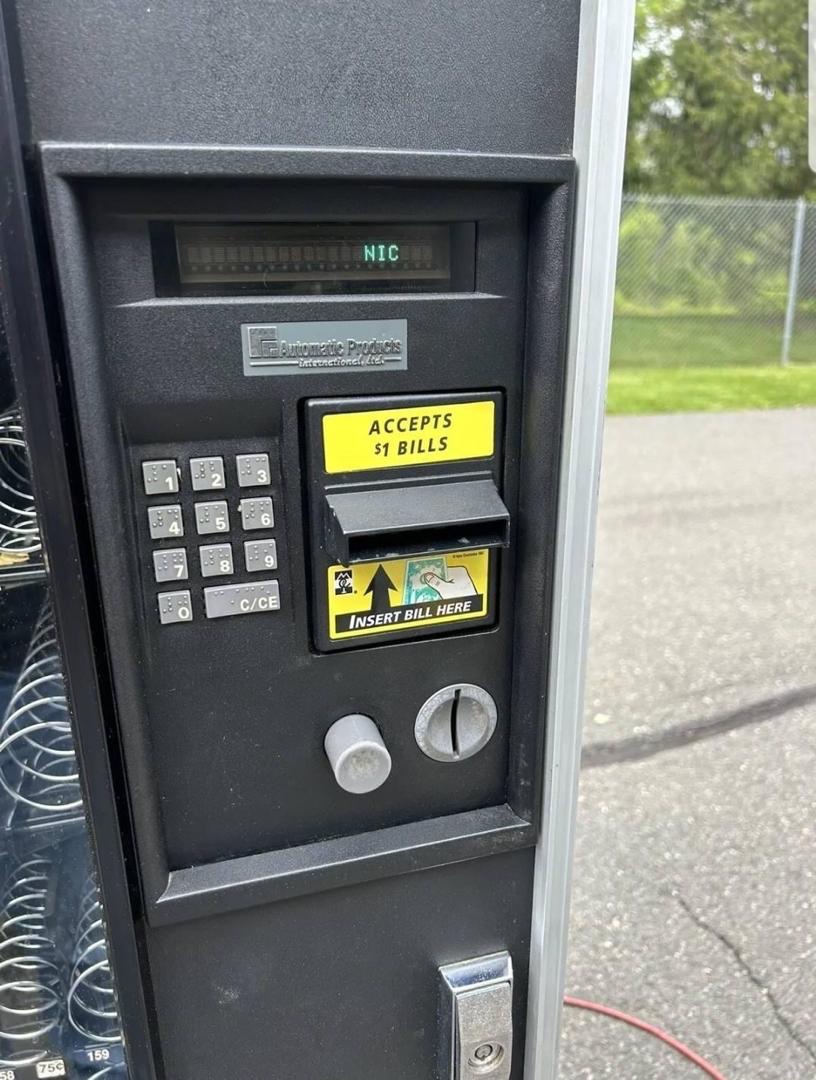 NIC
Automatic Products
international, ltd.
ACCEPTS
$1 BILLS
1 2 3
4 5 6
7 8 9
0 C/CE
INSERT BILL HERE
75¢ 159